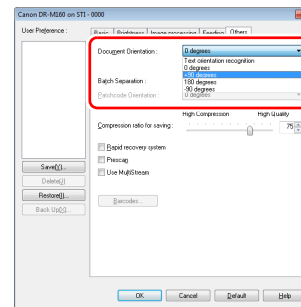 Canon DR-M160 on STI - 0000
User Preference :
Basic Brightness Image processing Feeding Others
Document Orientation : 0 degrees
Text orientation recognition
0 degrees
+90 degrees
Batch Separation : 180 degrees
-90 degrees
Patchcode Orientation : 0 degrees
High Compression High Quality
Compression ratio for saving : 75
Rapid recovery system
Prescan
Use MultiStream
Save(V)...
Delete(J)
Restore(I)...
Barcodes...
Back Up(X)...
OK Cancel Default Help